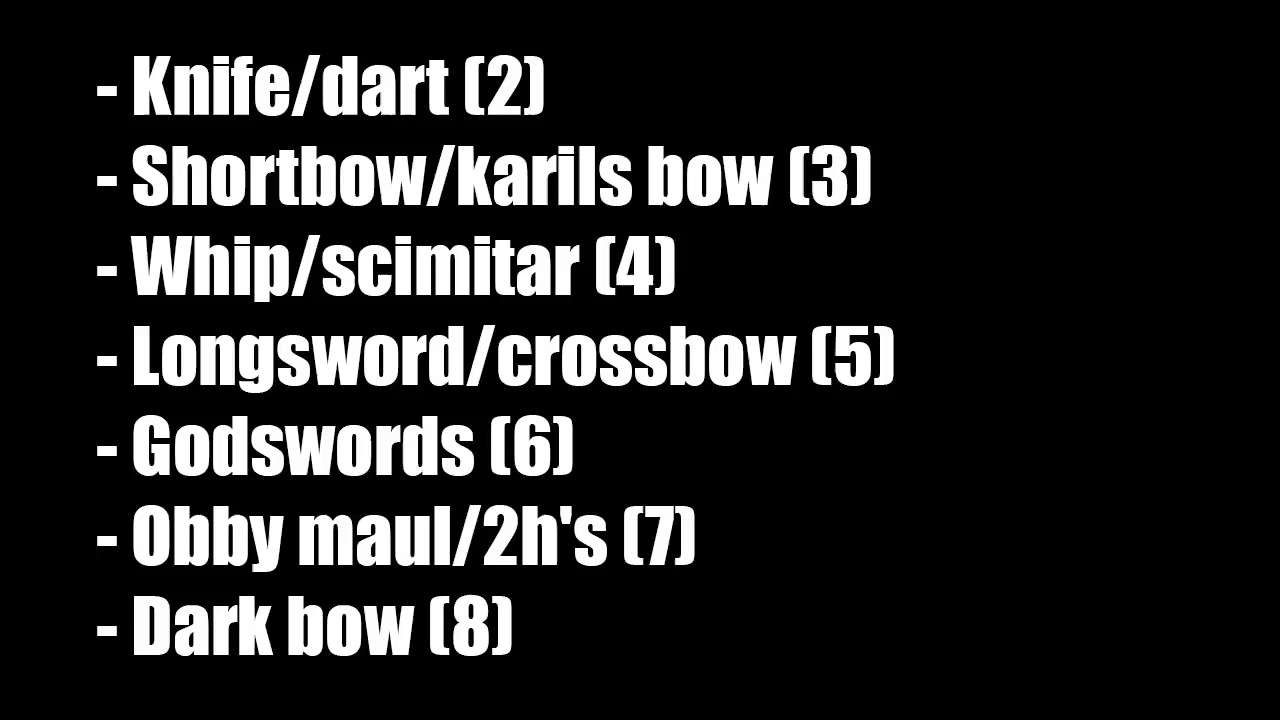 - Knife/dart (2)
- Shortbow/karils bow (3)
- Whip/scimitar (4)
- Longsword/crossbow (5)
- Godswords (6)
- Obby maul/2h's (7)
- Dark bow (8)